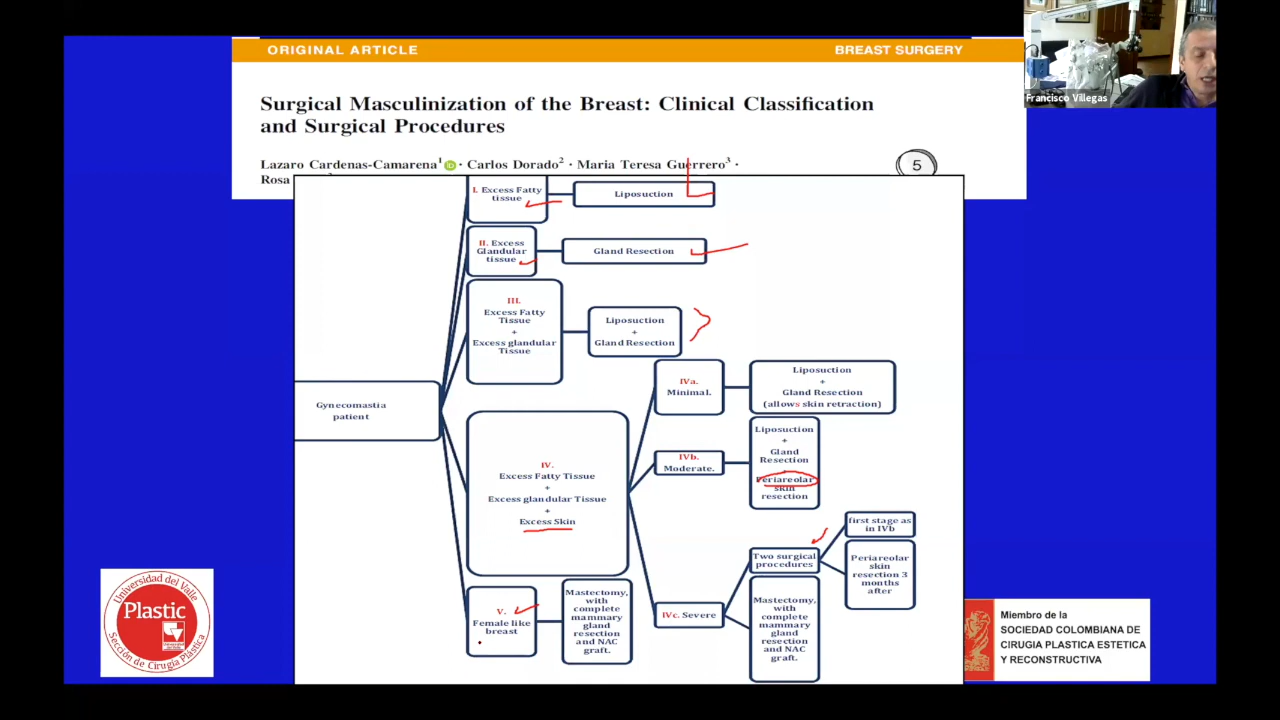 ORIGINAL ARTICLE
BREAST SURGERY
Surgical Masculinization of the Breast: Clinical Classification
and Surgical Procedures
Lazaro Cardenas-Camarena1 · Carlos Dorado2 · Maria Teresa Guerrero3 ·
Rosa
5
Francisco Villegas
Gynecomastia
patient
I. Excess Fatty
tissue
Liposuction
II. Excess
Glandular
tissue
Gland Resection
III.
Excess Fatty
Tissue
+
Excess glandular
Tissue
Liposuction
+
Gland Resection
IV.
Excess Fatty Tissue
+
Excess glandular Tissue
+
Excess Skin
IVa.
Minimal.
Liposuction
+
Gland Resection
(allows skin retraction)
IVb.
Moderate.
Liposuction
+
Gland
Resection
Periareolar
skin
resection
IVc. Severe
Two surgical
procedures
first stage as
in IVb
Periareolar
skin
resection 3
months
after
Mastectomy,
with
complete
mammary
gland
resection
and NAC
graft.
V.
Female like
breast
Mastectomy,
with
complete
mammary
gland
resection
and NAC
graft.
Universidad del Valle
Plastic
Sección de Cirugía Plástica
Miembro de la
SOCIEDAD COLOMBIANA DE
CIRUGIA PLASTICA ESTETICA
Y RECONSTRUCTIVA